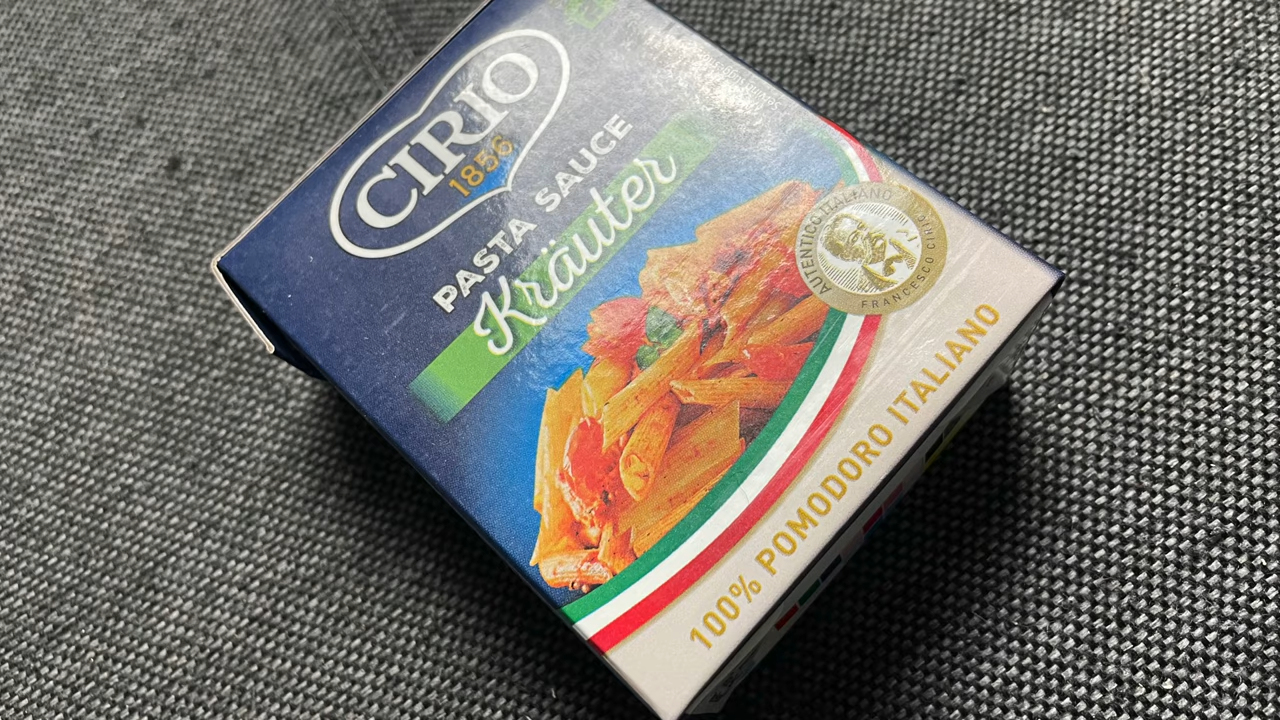 CIRIO
1856
PASTA SAUCE
Kräuter
AUTENTICO ITALIANO
FRANCESCO CIRIO
100% POMODORO ITALIANO